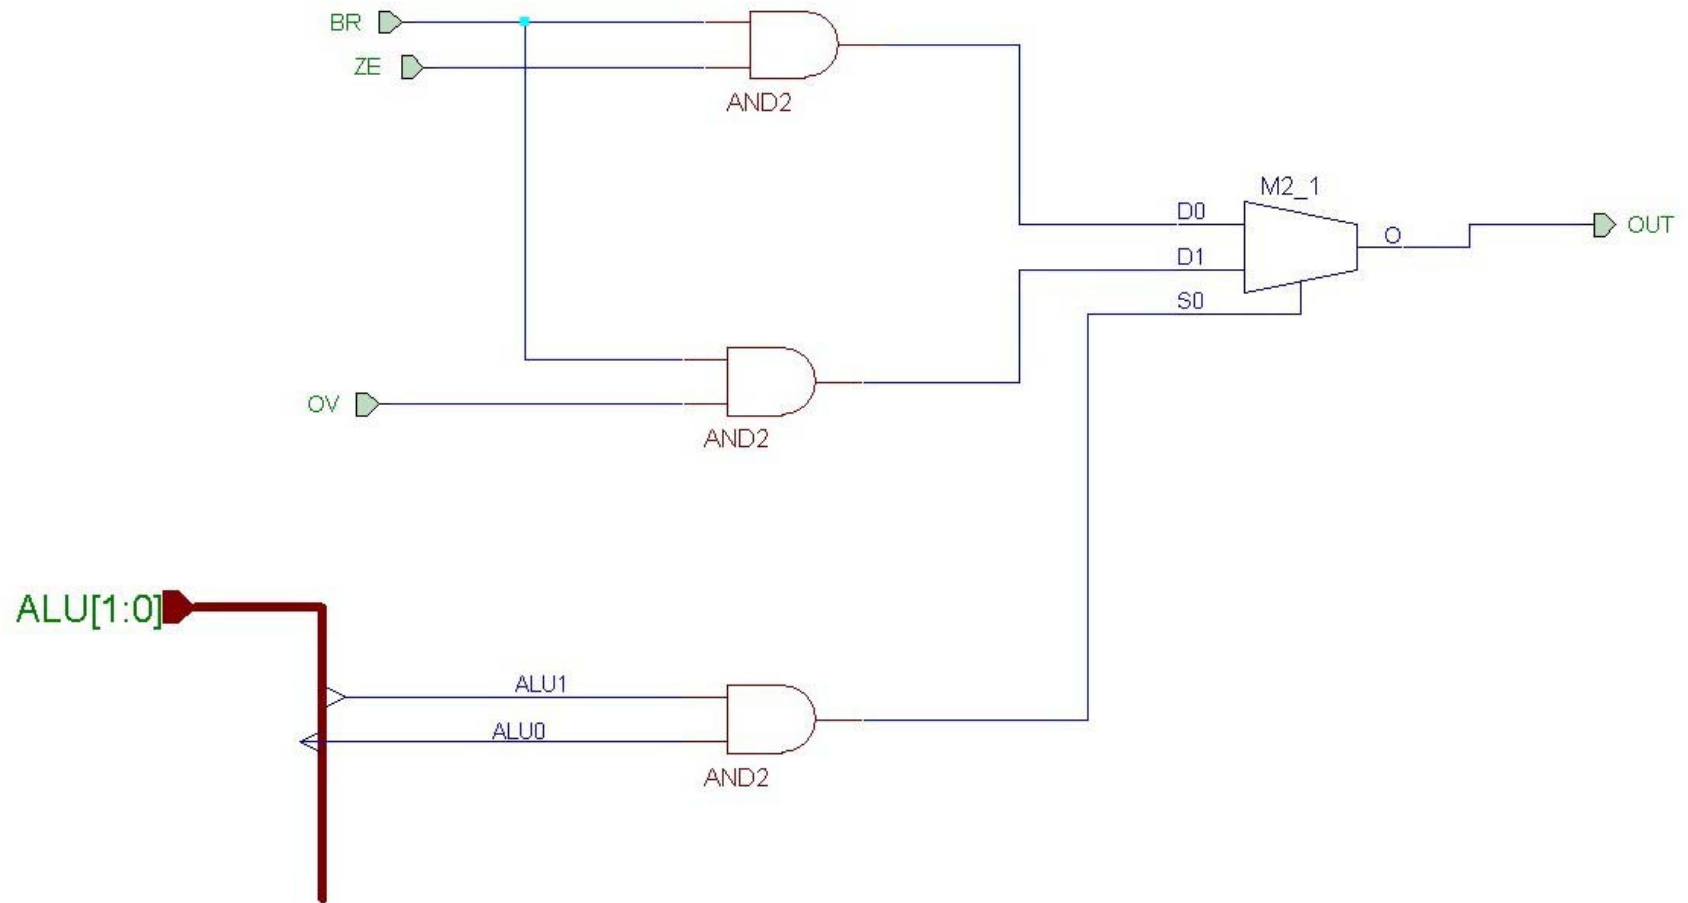 BR
ZE
AND2
M2_1
D0
D1
S0
O
OUT
OV
AND2
ALU[1:0]
ALU1
ALU0
AND2